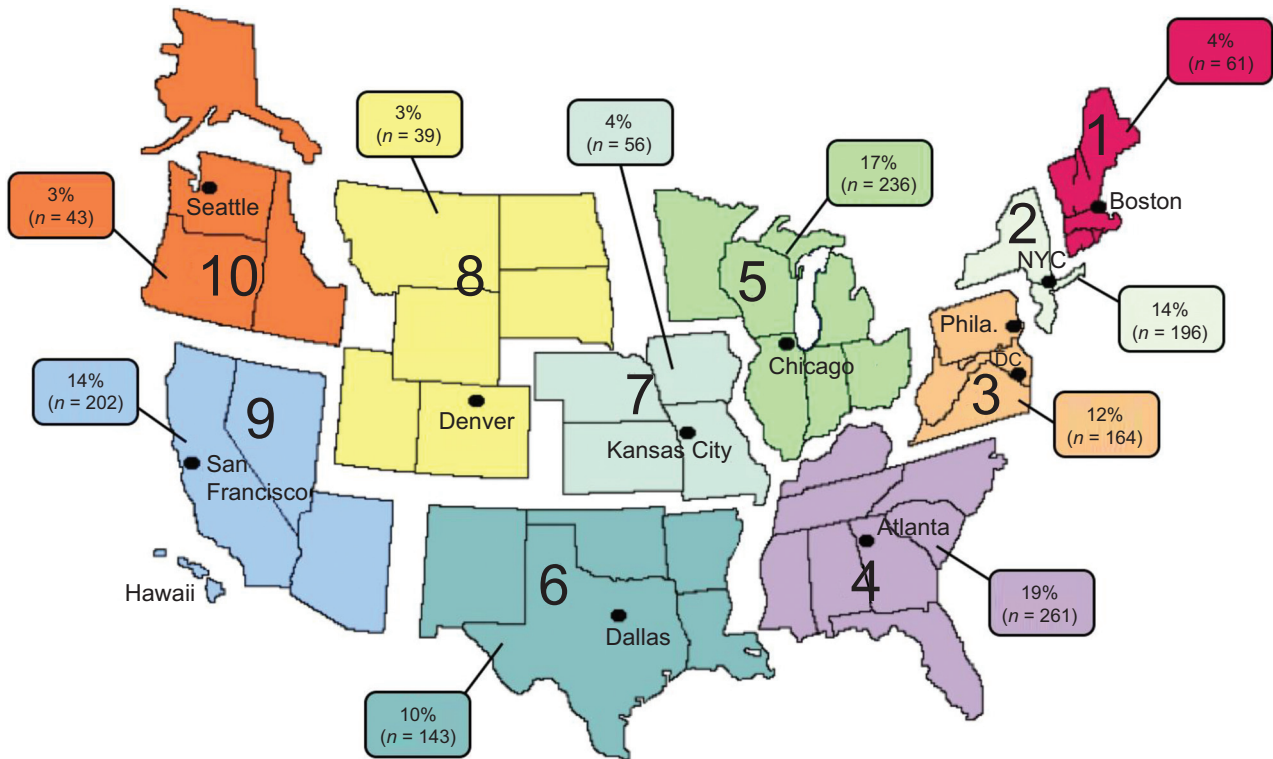 4%
(n = 61)
1
Boston
2
NYC
14%
(n = 196)
3%
(n = 39)
4%
(n = 56)
17%
(n = 236)
3%
(n = 43)
Seattle
10
8
5
Chicago
Phila.
DC
3
12%
(n = 164)
14%
(n = 202)
9
San
Francisco
Denver
7
Kansas City
Hawaii
6
Dallas
10%
(n = 143)
Atlanta
4
19%
(n = 261)